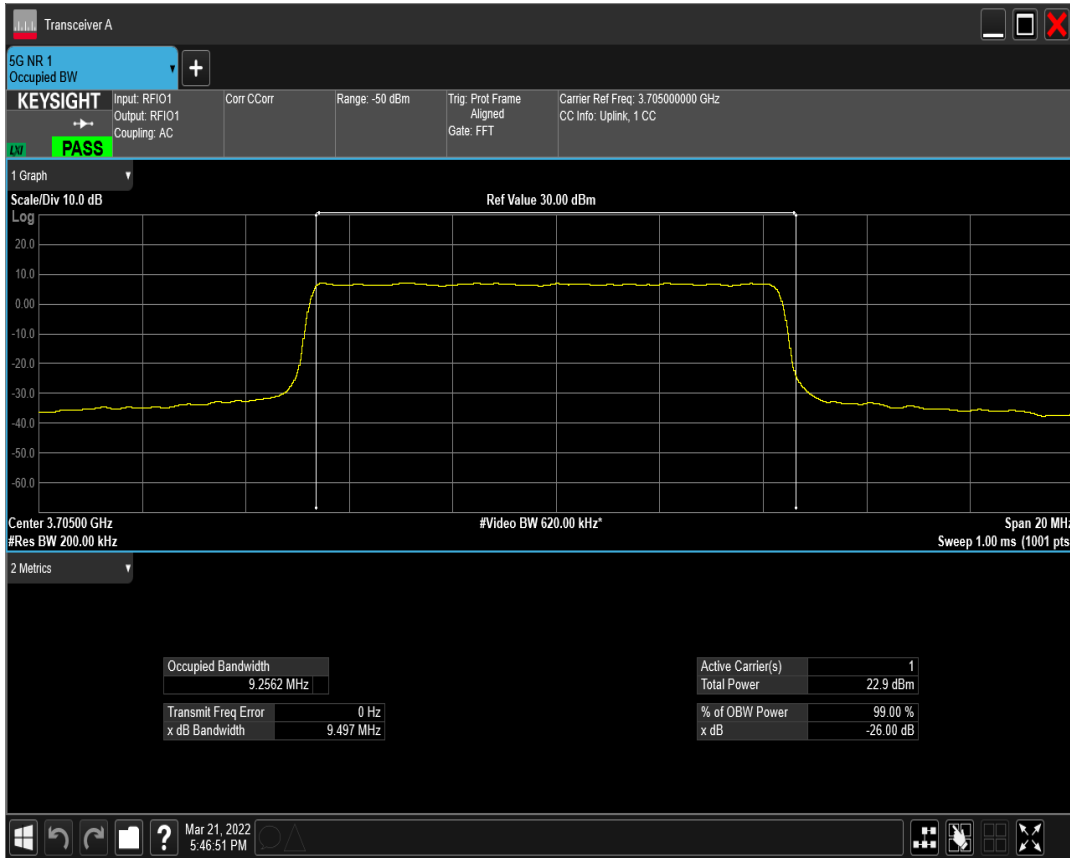 Transceiver A
5G NR 1
Occupied BW
KEYSIGHT
LXI
PASS
Input: RFIO1
Output: RFIO1
Coupling: AC
Corr CCorr
Range: -50 dBm
Trig: Prot Frame
Aligned
Gate: FFT
Carrier Ref Freq: 3.705000000 GHz
CC Info: Uplink, 1 CC
1 Graph
Scale/Div 10.0 dB
Ref Value 30.00 dBm
Log
20.0
10.0
0.00
-10.0
-20.0
-30.0
-40.0
-50.0
-60.0
Center 3.70500 GHz
#Video BW 620.00 kHz*
Span 20 MHz
#Res BW 200.00 kHz
Sweep 1.00 ms (1001 pts
2 Metrics
Occupied Bandwidth
9.2562 MHz
Transmit Freq Error 0 Hz
x dB Bandwidth 9.497 MHz
Active Carrier(s) 1
Total Power 22.9 dBm
% of OBW Power 99.00 %
x dB -26.00 dB
?
Mar 21, 2022
5:46:51 PM